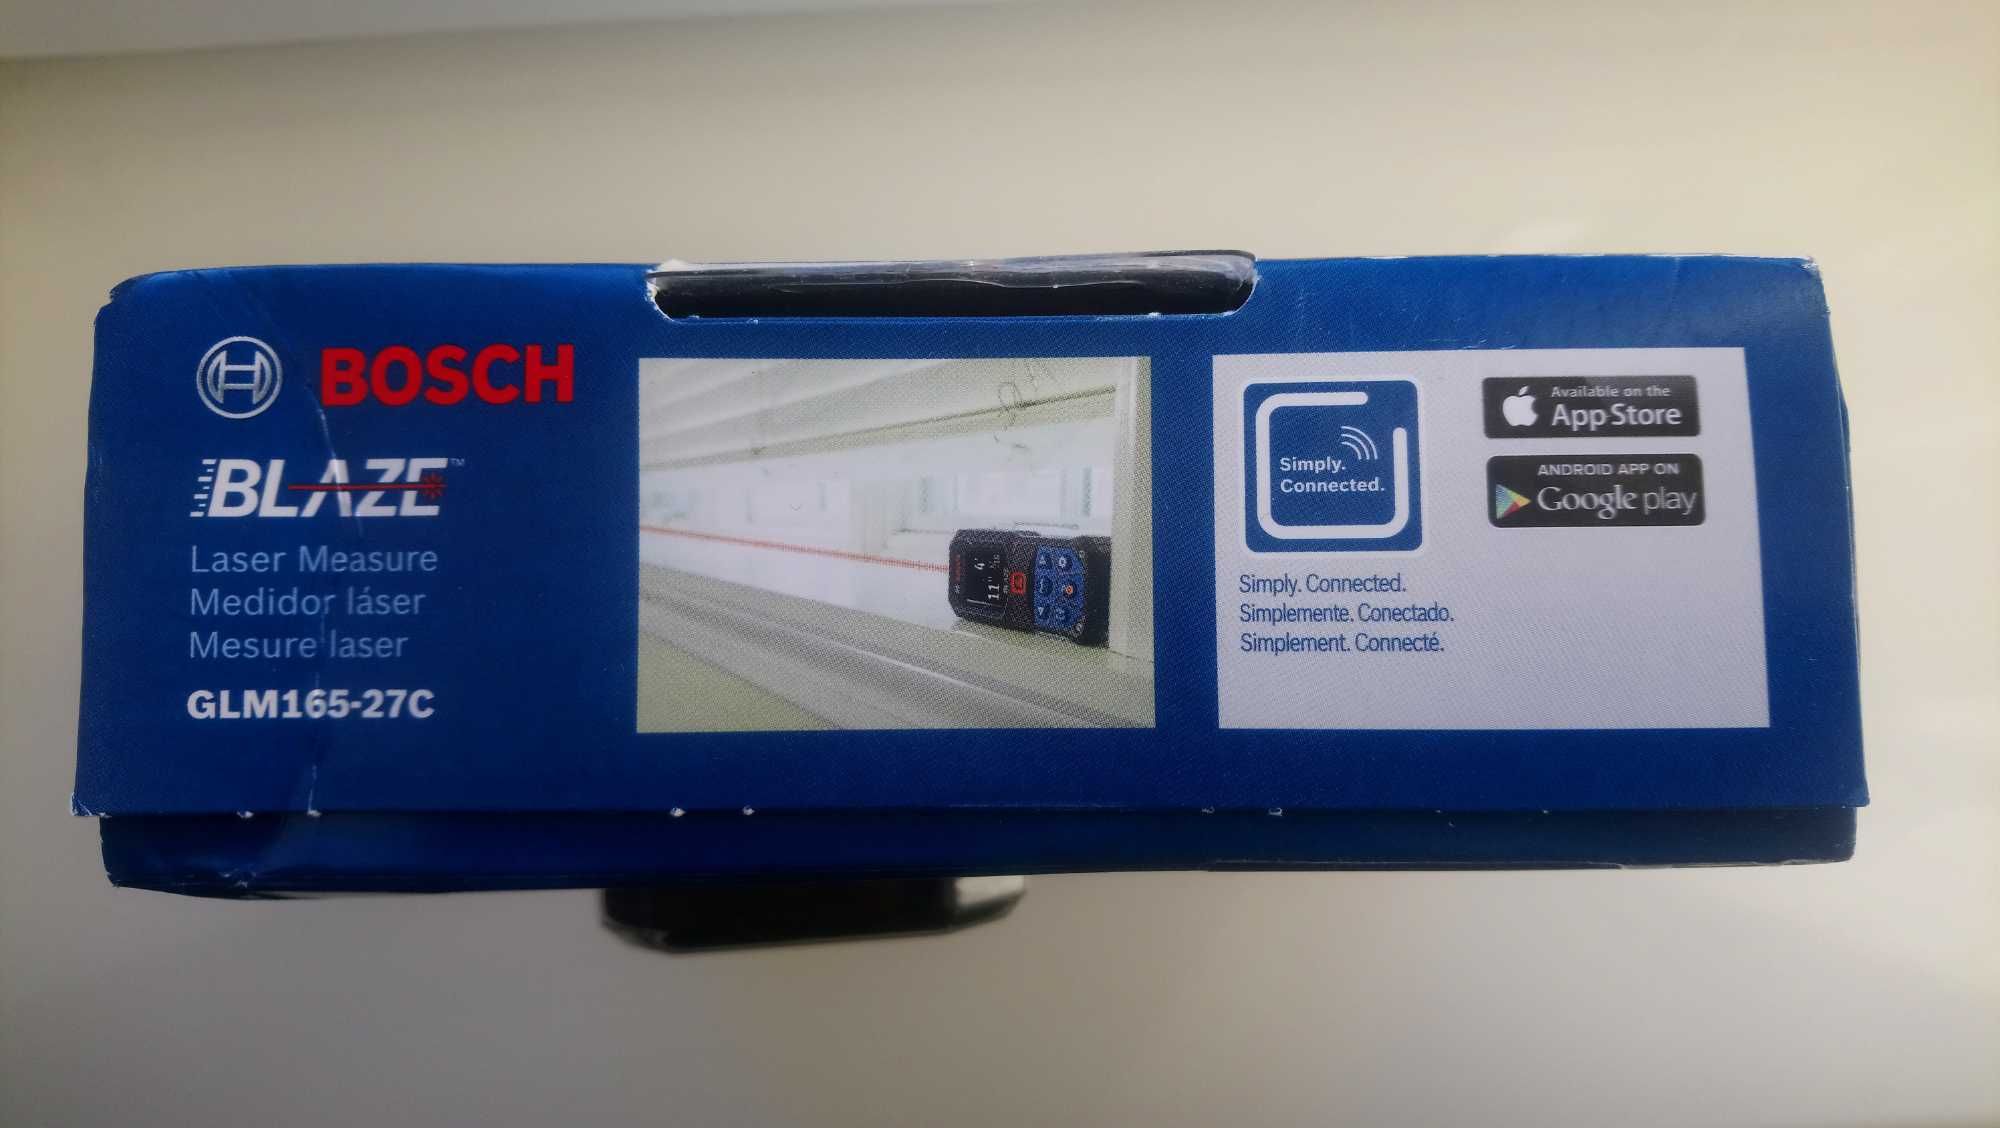 BOSCH
BLAZE™
Laser Measure
Medidor láser
Mesure laser
GLM165-27C
Simply.
Connected.
Available on the
App Store
ANDROID APP ON
Google play
Simply. Connected.
Simplemente. Conectado.
Simplement. Connecté.